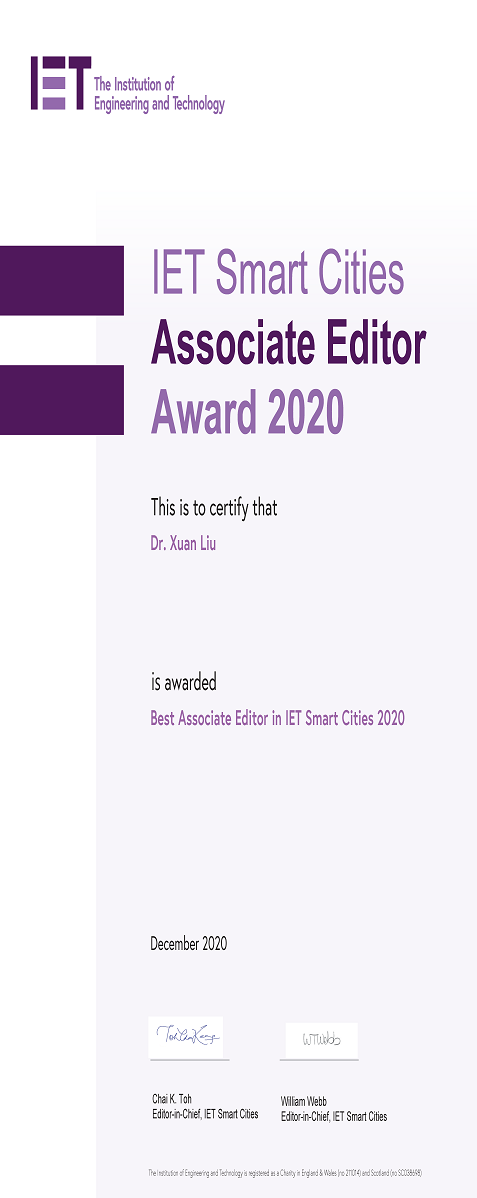 IET The Institution of
Engineering and Technology
IET Smart Cities
Associate Editor
Award 2020
This is to certify that
Dr. Xuan Liu
is awarded
Best Associate Editor in IET Smart Cities 2020
December 2020
WTWebb
Chai K. Toh
Editor-in-Chief, IET Smart Cities
William Webb
Editor-in-Chief, IET Smart Cities
The Institution of Engineering and Technology is registered as a Charity in England & Wales (no 211014) and Scotland (no SC038698)